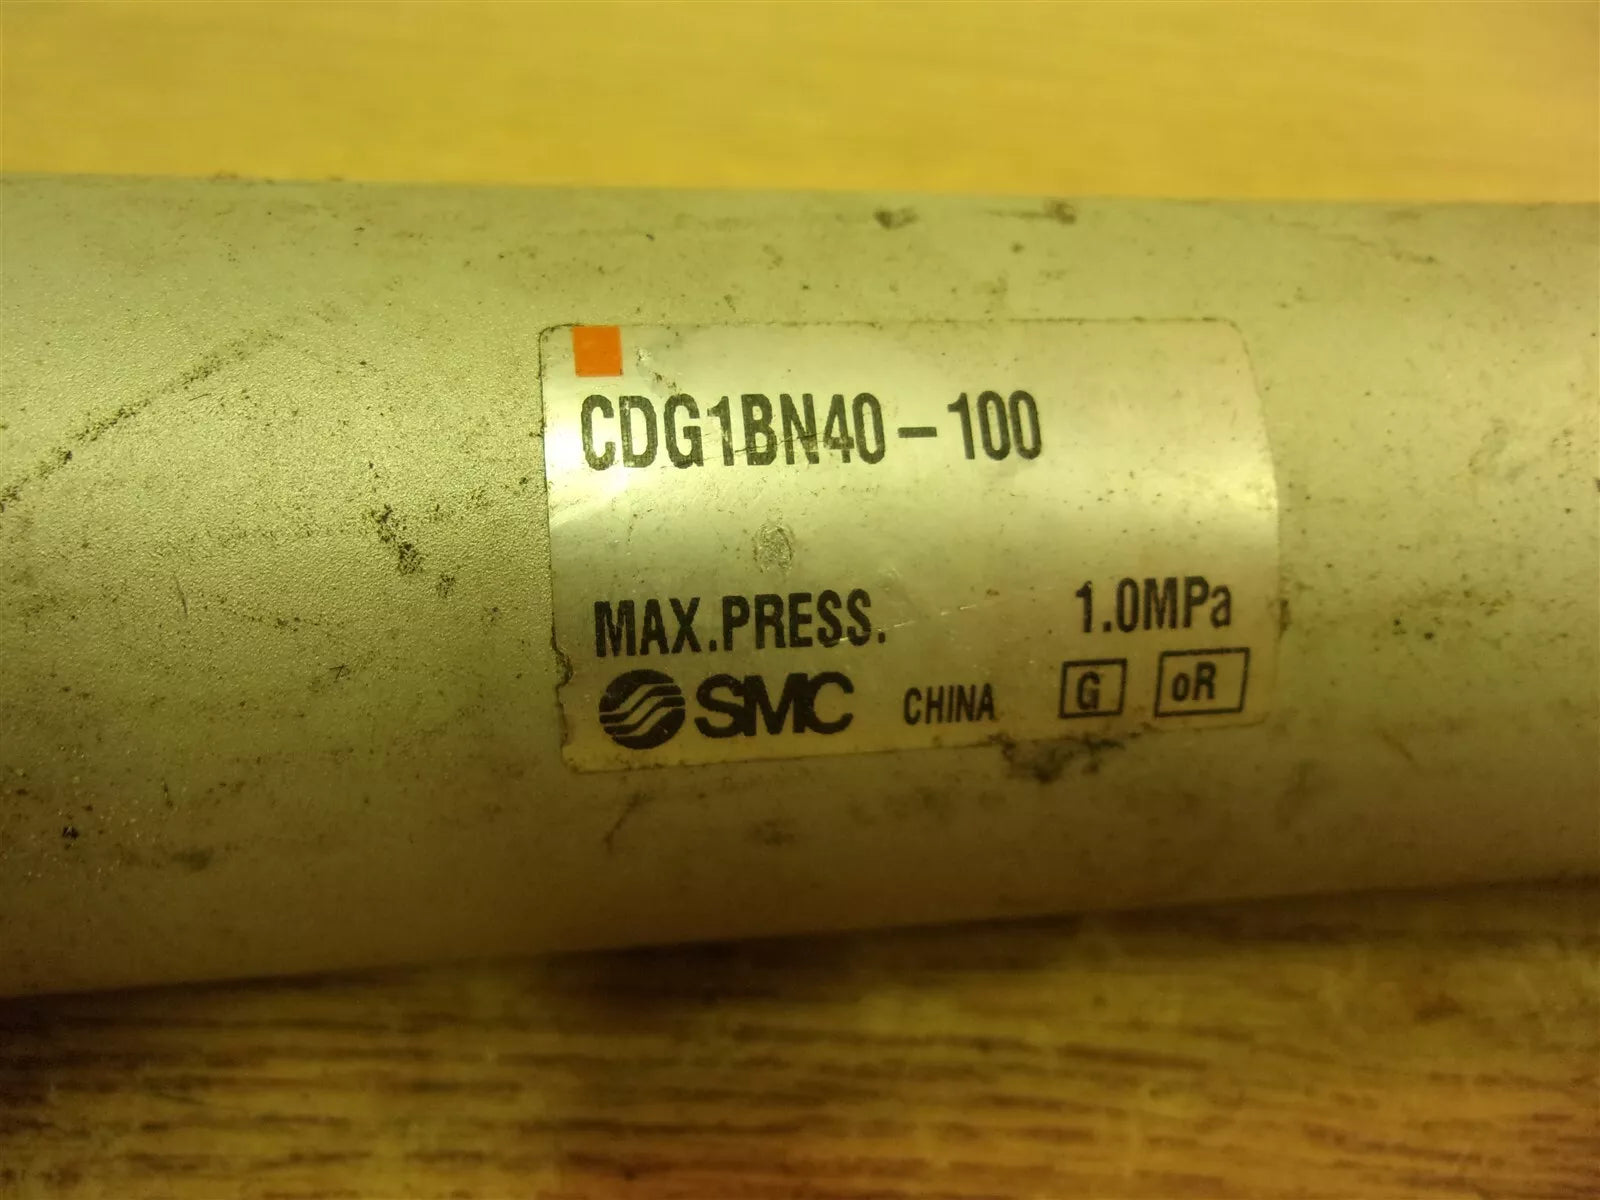 CDG1BN40-100
MAX.PRESS. 1.0MPa
SMC CHINA G oR